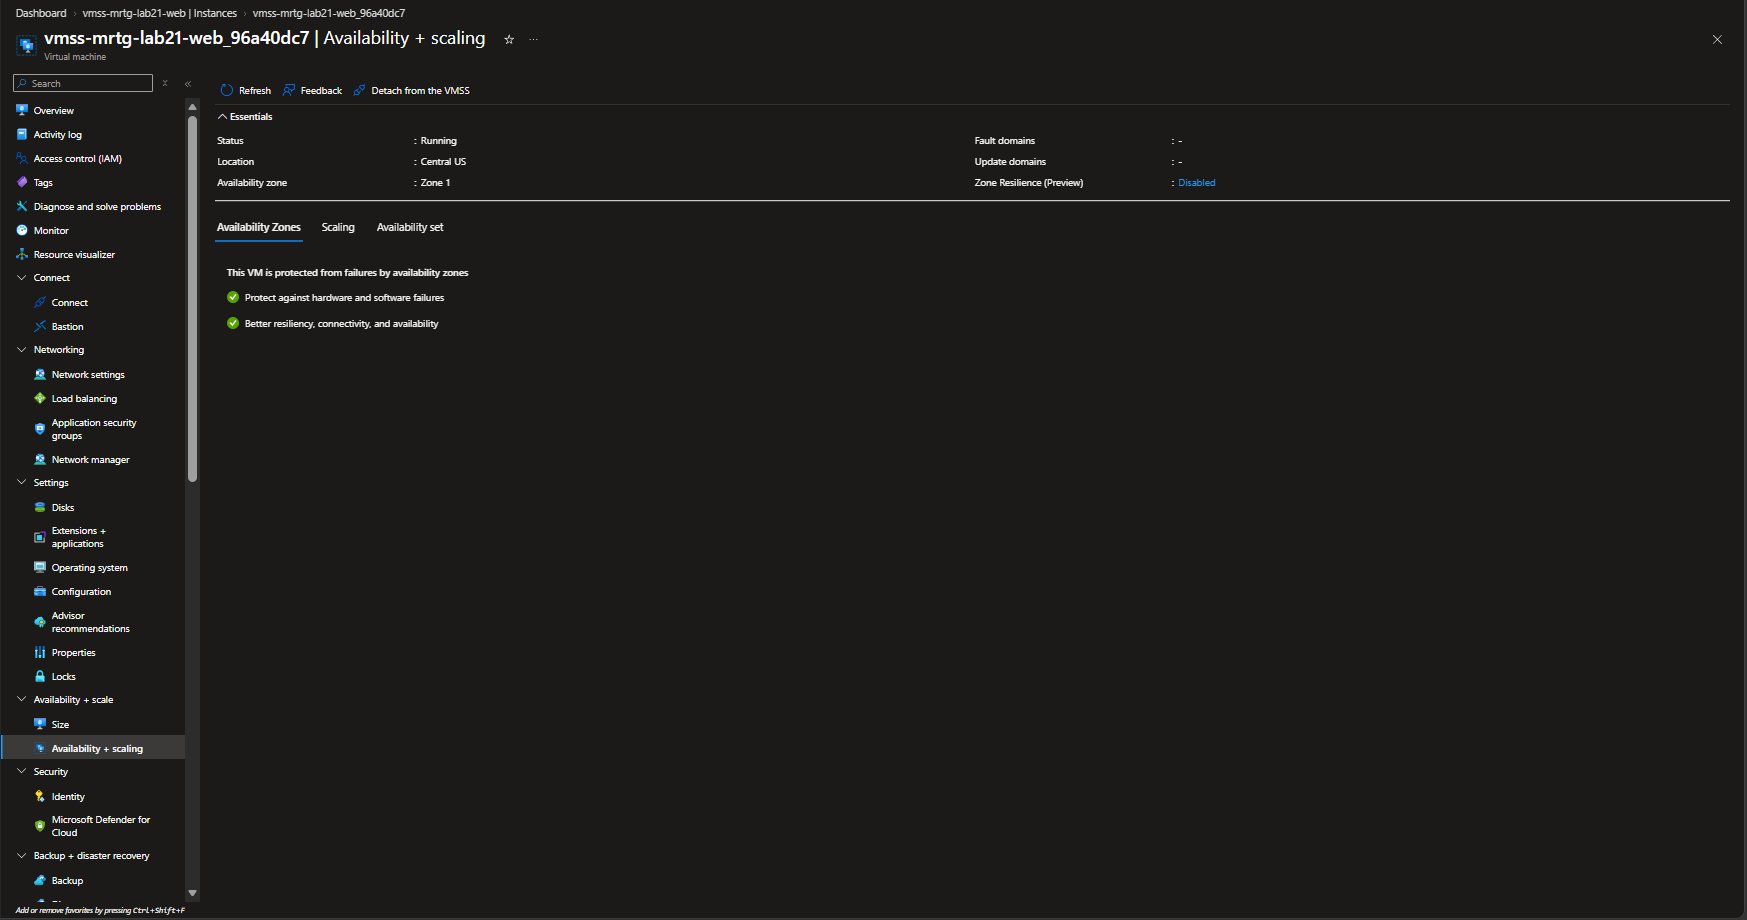 Dashboard > vmss-mrtg-lab21-web | Instances > vmss-mrtg-lab21-web_96a40dc7
vmss-mrtg-lab21-web_96a40dc7 | Availability + scaling ☆ ...
Virtual machine
Search
Refresh Feedback Detach from the VMSS
Essentials
Status : Running
Location : Central US
Availability zone : Zone 1
Fault domains : -
Update domains : -
Zone Resilience (Preview) : Disabled
Availability Zones Scaling Availability set
This VM is protected from failures by availability zones
Protect against hardware and software failures
Better resiliency, connectivity, and availability
Overview
Activity log
Access control (IAM)
Tags
Diagnose and solve problems
Monitor
Resource visualizer
Connect
Connect
Bastion
Networking
Network settings
Load balancing
Application security
groups
Network manager
Settings
Disks
Extensions +
applications
Operating system
Configuration
Advisor
recommendations
Properties
Locks
Availability + scale
Size
Availability + scaling
Security
Identity
Microsoft Defender for
Cloud
Backup + disaster recovery
Backup
Add or remove favorites by pressing Ctrl+Shift+F